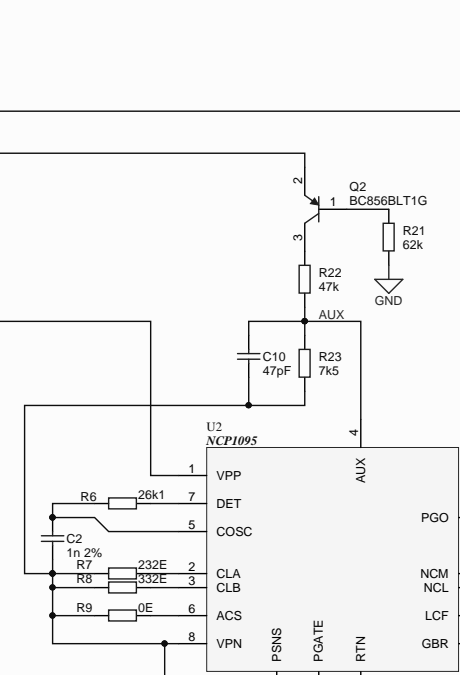 2
Q2
1
BC856BLT1G
R21
62k
3
R22
47k
GND
AUX
C10
47pF
R23
7k5
4
U2
NCP1095
1
VPP
AUX
R6
26k1
7
DET
5
COSC
PGO
C2
1n 2%
R7
232E
2
CLA
NCM
R8
332E
3
CLB
NCL
R9
0E
6
ACS
LCF
8
VPN
PSNS
PGATE
RTN
GBR